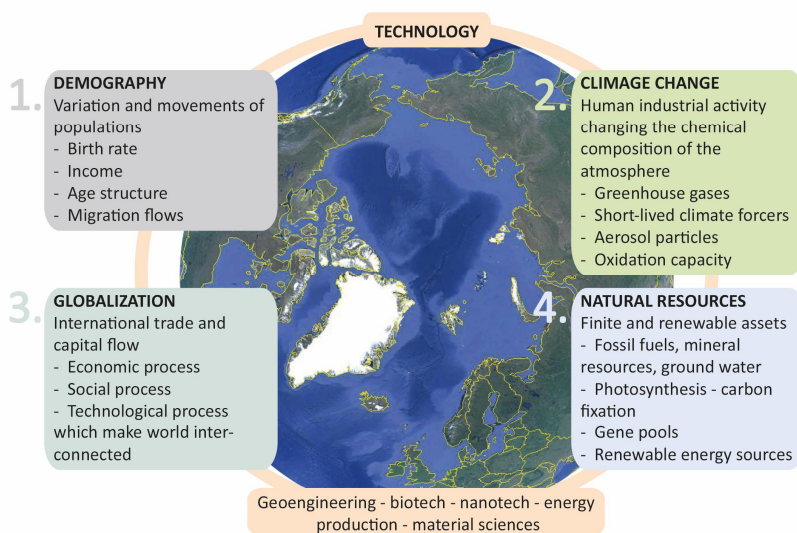 TECHNOLOGY
1.
DEMOGRAPHY
Variation and movements of
populations
- Birth rate
- Income
- Age structure
- Migration flows
2.
CLIMAGE CHANGE
Human industrial activity
changing the chemical
composition of the
atmosphere
- Greenhouse gases
- Short-lived climate forcers
- Aerosol particles
- Oxidation capacity
3.
GLOBALIZATION
International trade and
capital flow
- Economic process
- Social process
- Technological process
which make world inter-
connected
4.
NATURAL RESOURCES
Finite and renewable assets
- Fossil fuels, mineral
resources, ground water
- Photosynthesis - carbon
fixation
- Gene pools
- Renewable energy sources
Geoengineering - biotech - nanotech - energy
production - material sciences